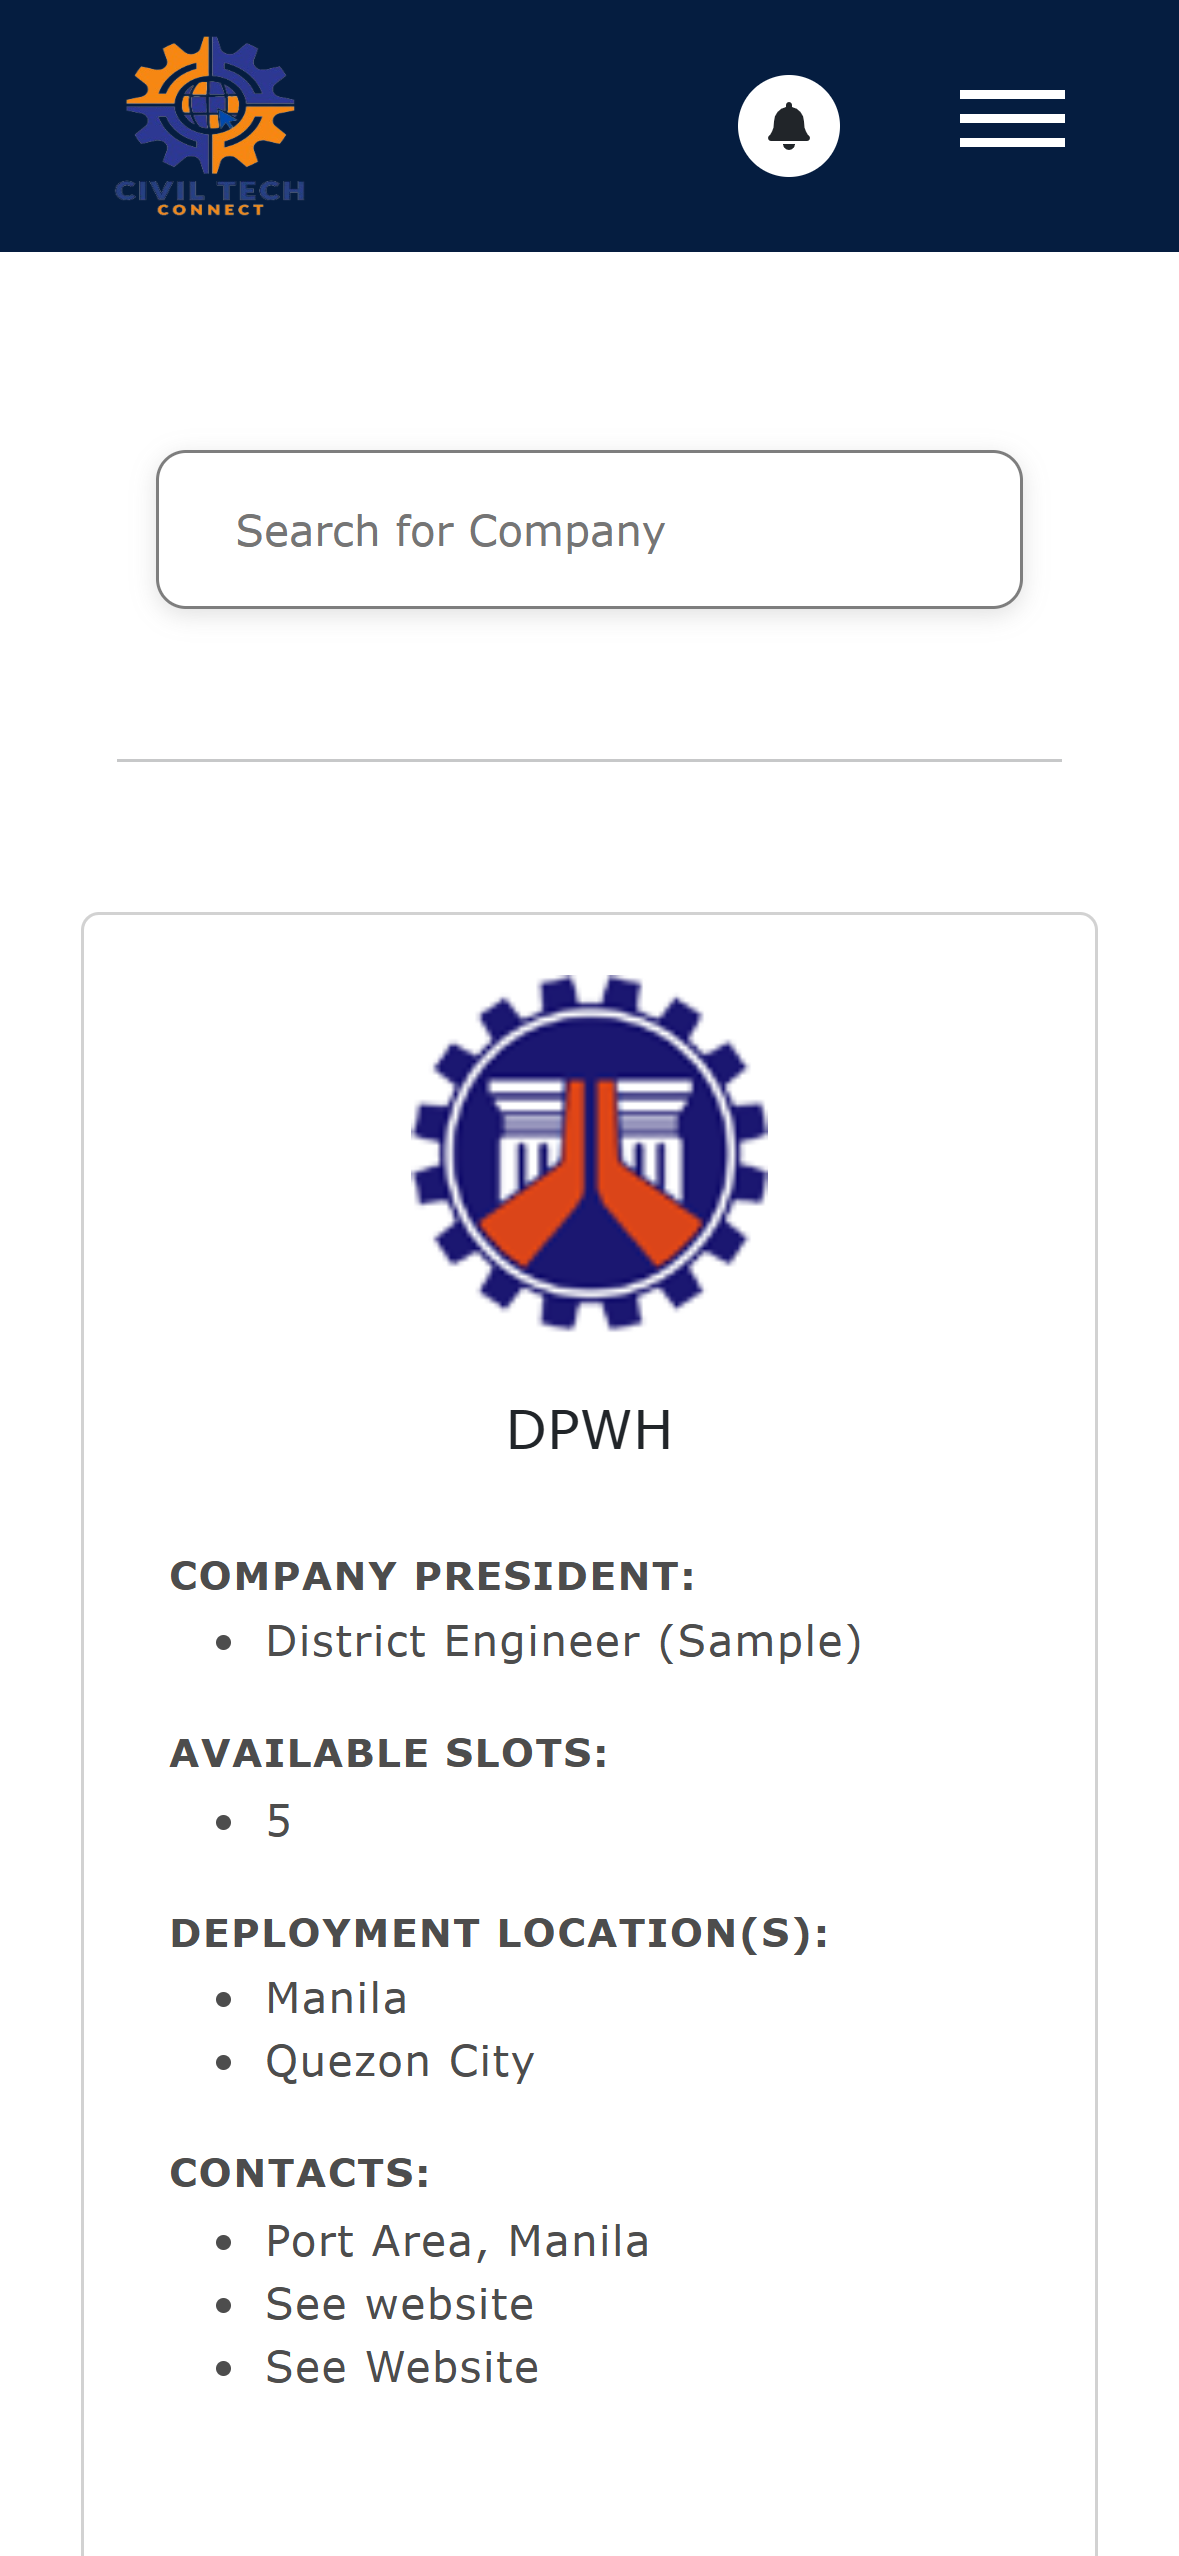 CIVIL TECH
CONNECT
Search for Company
DPWH
COMPANY PRESIDENT:
District Engineer (Sample)
AVAILABLE SLOTS:
5
DEPLOYMENT LOCATION(S):
Manila
Quezon City
CONTACTS:
Port Area, Manila
See website
See Website